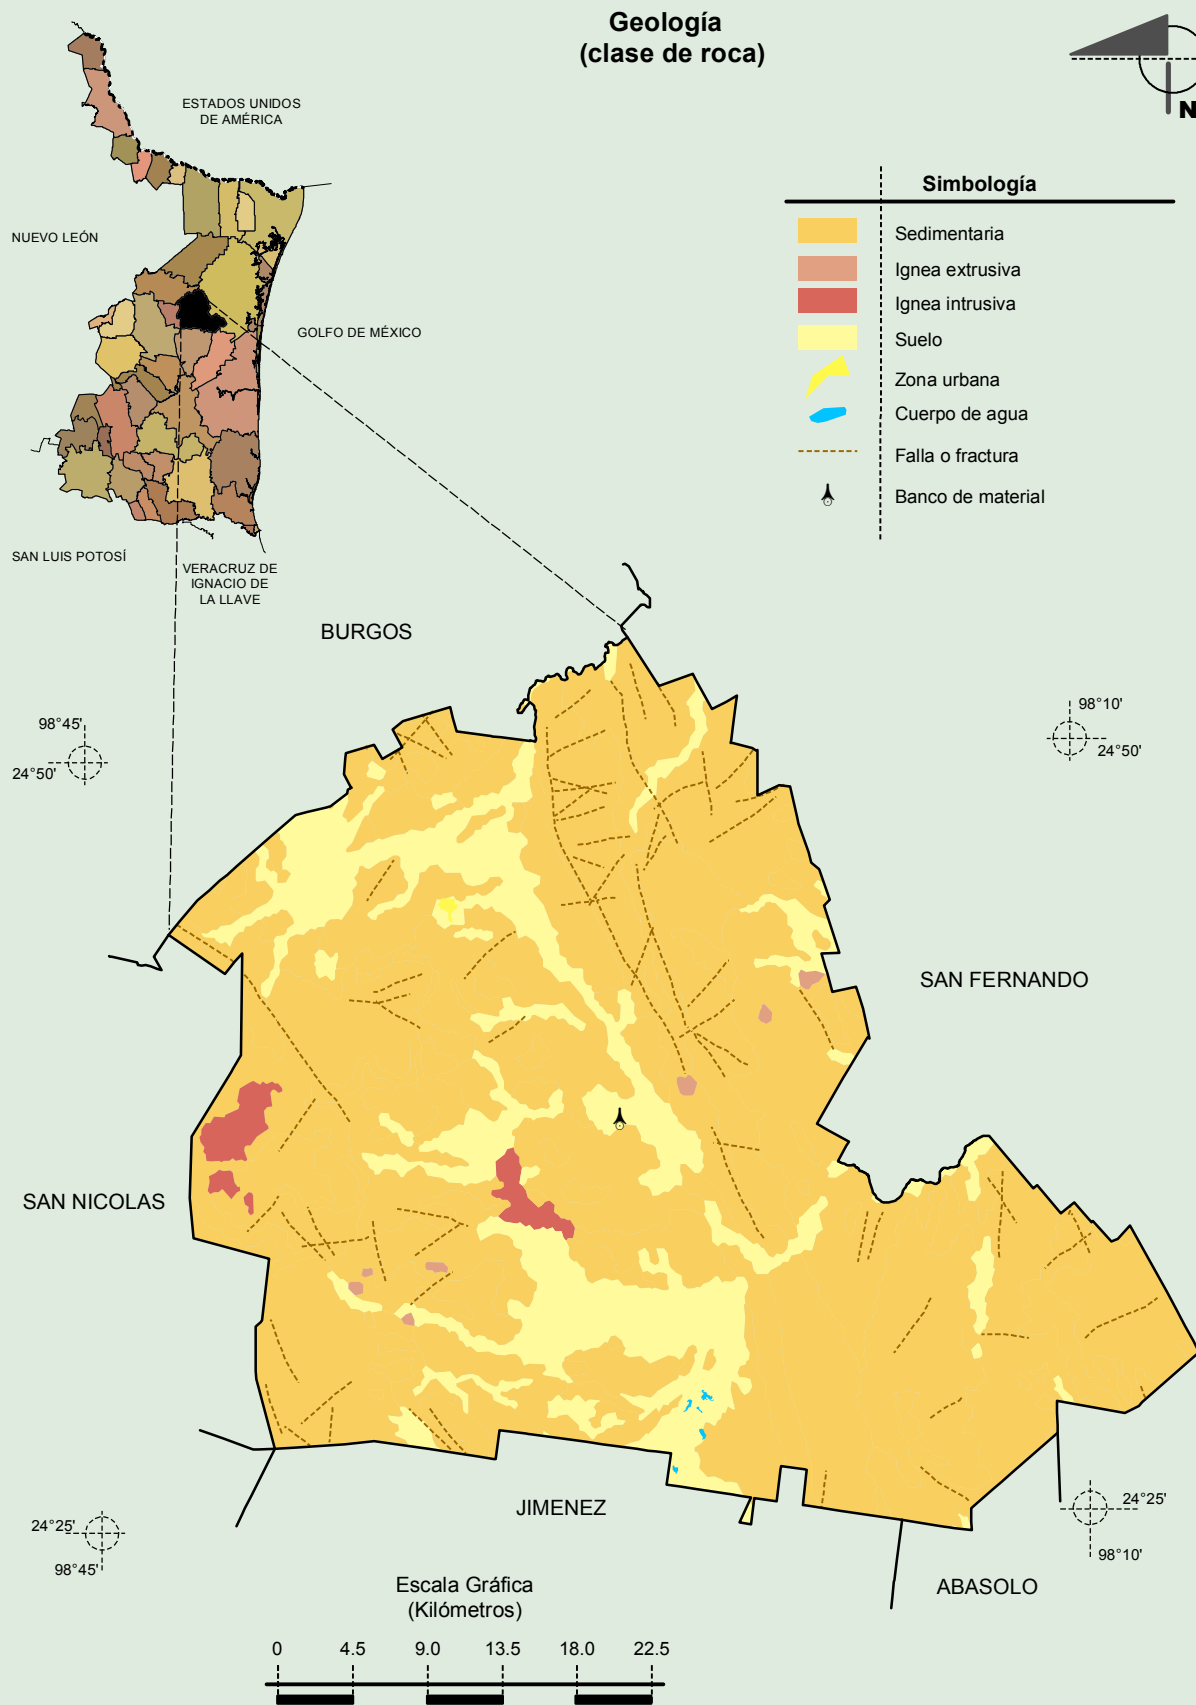 Geología
(clase de roca)
N
ESTADOS UNIDOS
DE AMÉRICA
NUEVO LEÓN
GOLFO DE MÉXICO
SAN LUIS POTOSÍ
VERACRUZ DE
IGNACIO DE
LA LLAVE
Simbología
Sedimentaria
Ignea extrusiva
Ignea intrusiva
Suelo
Zona urbana
Cuerpo de agua
Falla o fractura
Banco de material
BURGOS
98°45'
24°50'
98°10'
24°50'
SAN FERNANDO
SAN NICOLAS
JIMENEZ
24°25'
98°45'
24°25'
98°10'
ABASOLO
Escala Gráfica
(Kilómetros)
0 4.5 9.0 13.5 18.0 22.5